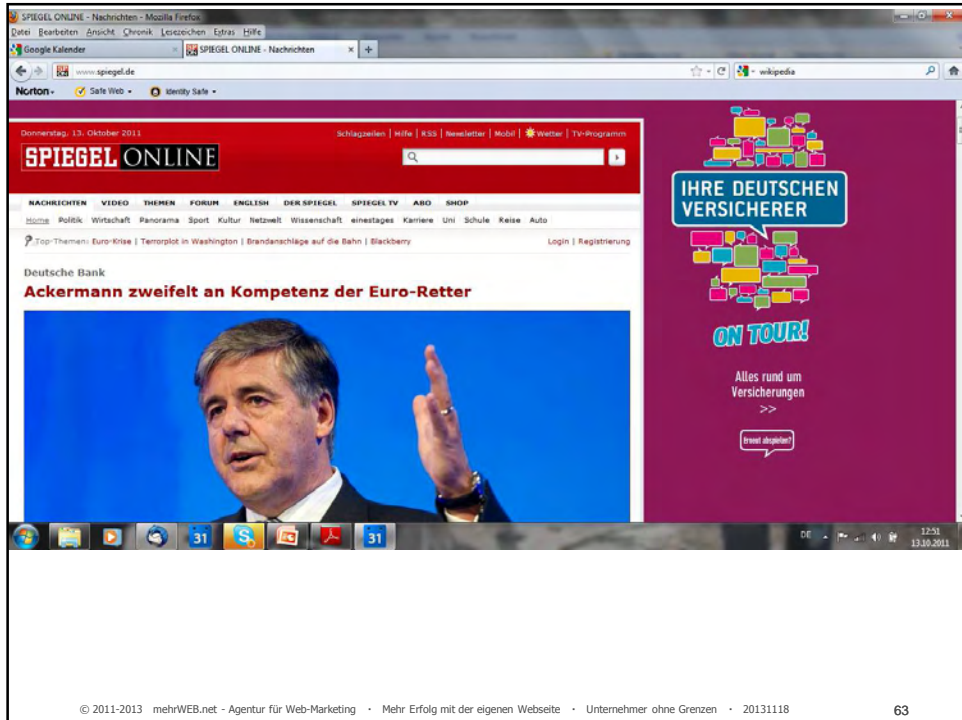 SPIEGEL ONLINE - Nachrichten - Mozilla Firefox
Datei Bearbeiten Ansicht Chronik Lesezeichen Extras Hilfe
Google Kalender × SPIEGEL ONLINE - Nachrichten × +
www.spiegel.de wikipedia
Norton Safe Web Identity Safe
Donnerstag, 13. Oktober 2011 Schlagzeilen | Hilfe | RSS | Newsletter | Mobil | Wetter | TV-Programm
SPIEGEL ONLINE
NACHRICHTEN VIDEO THEMEN FORUM ENGLISH DER SPIEGEL SPIEGEL TV ABO SHOP
Home Politik Wirtschaft Panorama Sport Kultur Netzwelt Wissenschaft einestages Karriere Uni Schule Reise Auto
Top-Themen: Euro-Krise | Terrorplot in Washington | Brandanschläge auf die Bahn | Blackberry Login | Registrierung
Deutsche Bank
Ackermann zweifelt an Kompetenz der Euro-Retter
IHRE DEUTSCHEN
VERSICHERER
ON TOUR!
Alles rund um
Versicherungen
>>
Erneut abspielen?
31 31 DE 12:51
13.10.2011
© 2011-2013 mehrWEB.net - Agentur für Web-Marketing · Mehr Erfolg mit der eigenen Webseite · Unternehmer ohne Grenzen · 20131118 63